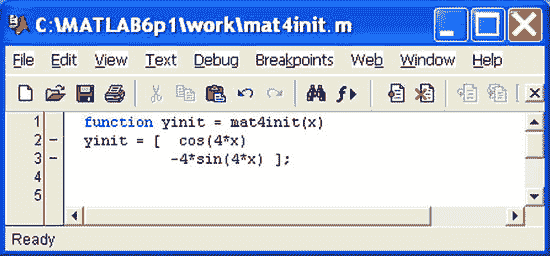 C:\MATLAB6p1\work\mat4init.m
File Edit View Text Debug Breakpoints Web Window Help
1 function yinit = mat4init(x)
2 - yinit = [ cos(4*x)
3 - -4*sin(4*x) ];
4
5
Ready